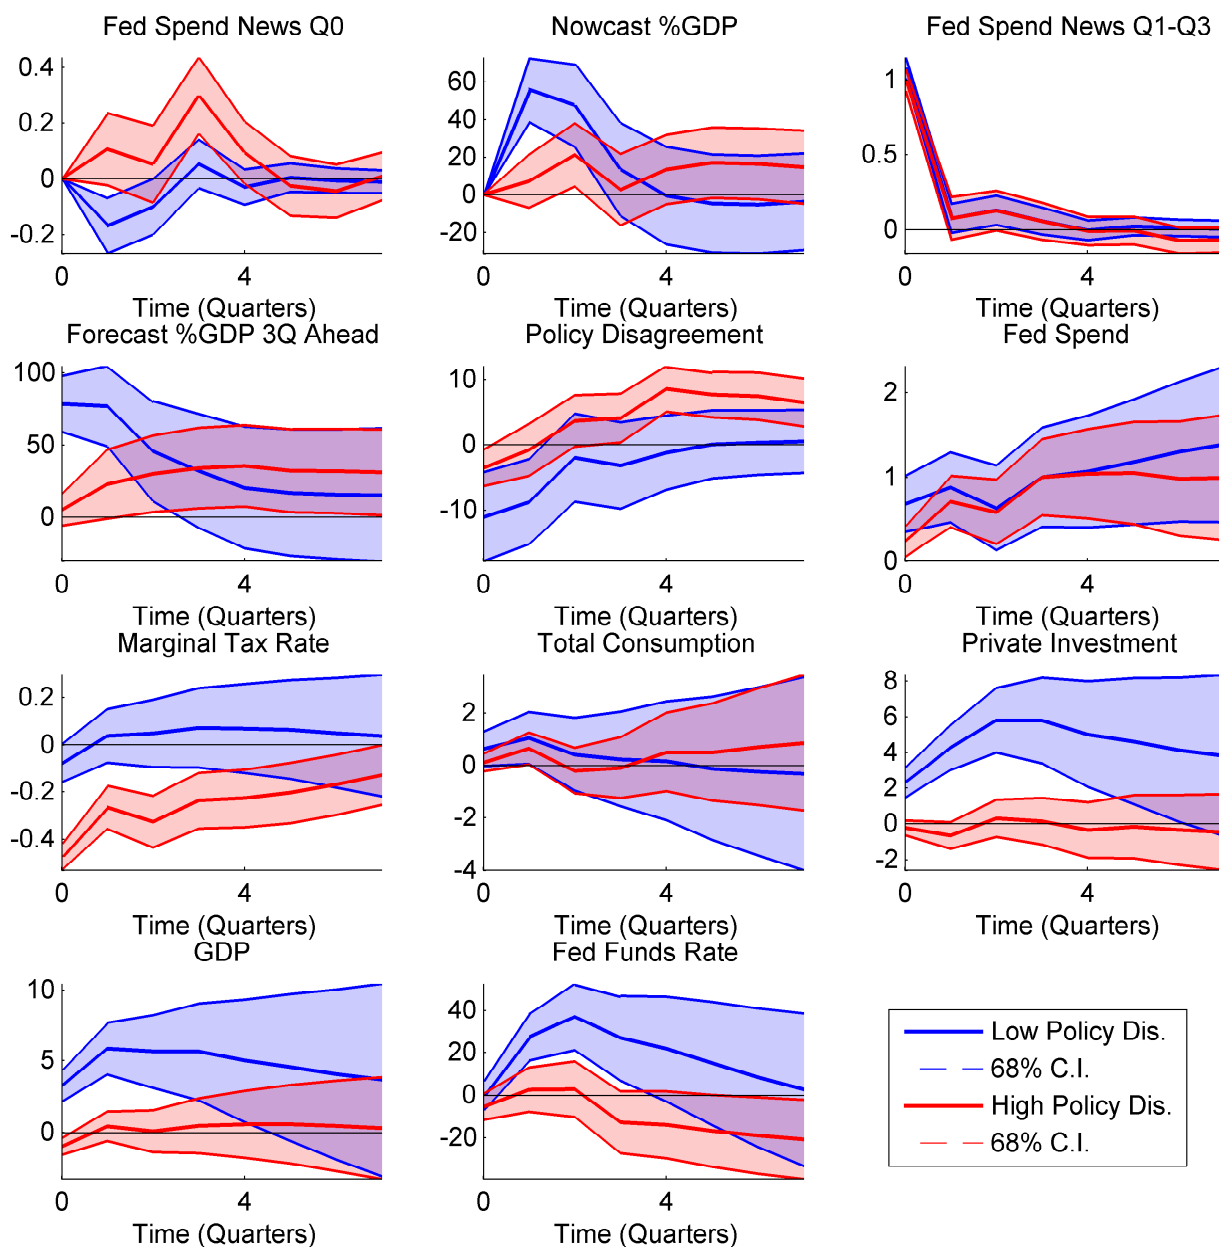 Fed Spend News Q0
0.4
0.2
0
-0.2
0
4
Time (Quarters)
Nowcast %GDP
60
40
20
0
-20
0
4
Time (Quarters)
Fed Spend News Q1-Q3
1
0.5
0
0
4
Time (Quarters)
Forecast %GDP 3Q Ahead
100
50
0
0
4
Time (Quarters)
Policy Disagreement
10
0
-10
0
4
Time (Quarters)
Fed Spend
2
1
0
0
4
Time (Quarters)
Marginal Tax Rate
0.2
0
-0.2
-0.4
0
4
Time (Quarters)
Total Consumption
2
0
-2
-4
0
4
Time (Quarters)
Private Investment
8
6
4
2
0
-2
0
4
Time (Quarters)
GDP
10
5
0
0
4
Time (Quarters)
Fed Funds Rate
40
20
0
-20
0
4
Time (Quarters)
Low Policy Dis.
68% C.I.
High Policy Dis.
68% C.I.